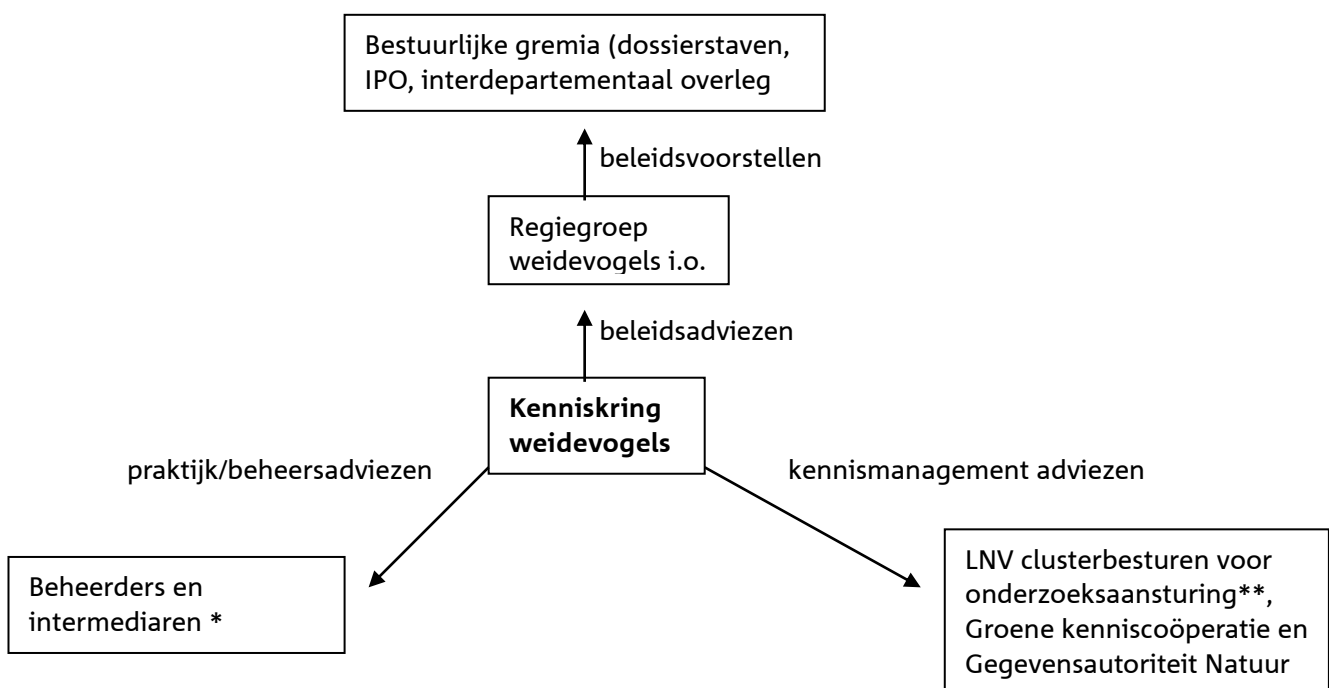 Bestuurlijke gremia (dossierstaven,
IPO, interdepartementaal overleg
beleidsvoorstellen
Regiegroep
weidevogels i.o.
beleidsadviezen
Kenniskring
weidevogels
praktijk/beheersadviezen
kennismanagement adviezen
Beheerders en
intermediaren *
LNV clusterbesturen voor
onderzoeksaansturing**,
Groene kenniscoöperatie en
Gegevensautoriteit Natuur